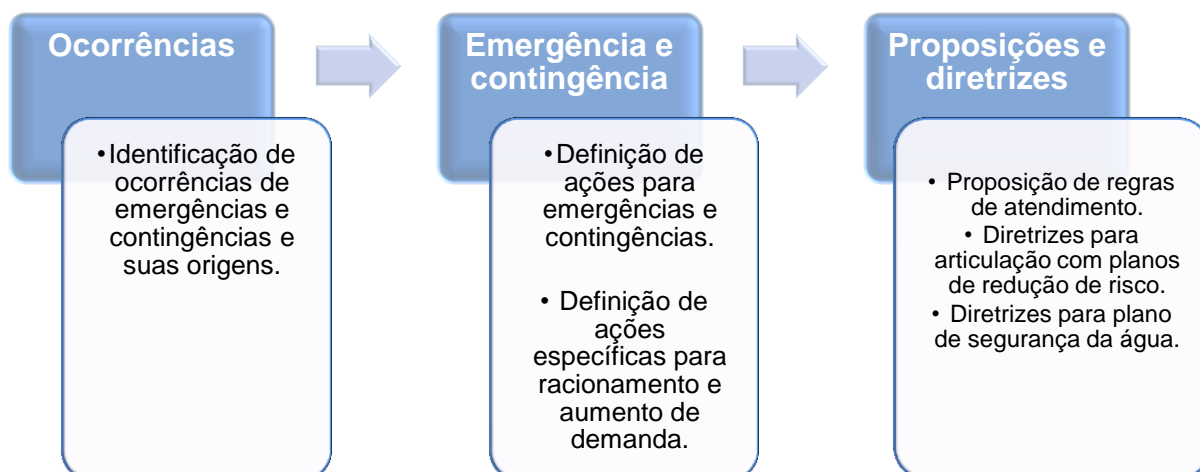 Ocorrências
•Identificação de
ocorrências de
emergências e
contingências e
suas origens.
Emergência e
contingência
•Definição de
ações para
emergências e
contingências.
• Definição de
ações
específicas para
racionamento e
aumento de
demanda.
Proposições e
diretrizes
• Proposição de regras
de atendimento.
• Diretrizes para
articulação com planos
de redução de risco.
• Diretrizes para plano
de segurança da água.